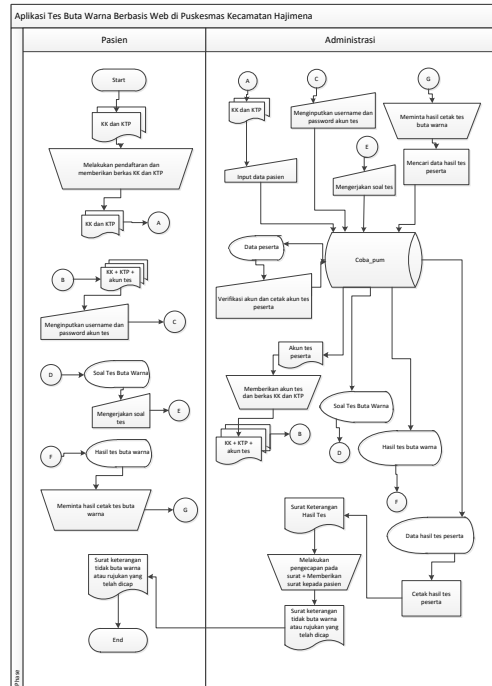 Aplikasi Tes Buta Warna Berbasis Web di Puskesmas Kecamatan Hajimena
Pasien
Start
KK dan KTP
Melakukan pendaftaran dan
memberikan berkas KK dan KTP
KK dan KTP
A
B
KK + KTP +
akun tes
Menginputkan username dan
password akun tes
C
D
Soal Tes Buta Warna
Mengerjakan soal
tes
E
F
Hasil tes buta warna
Meminta hasil cetak tes buta
warna
G
Surat keterangan
tidak buta warna
atau rujukan yang
telah dicap
End
Administrasi
A
KK dan KTP
Input data pasien
C
Menginputkan username dan
password akun tes
E
Mengerjakan soal tes
G
Meminta hasil cetak tes
buta warna
Mencari data hasil tes
peserta
Coba_pum
Data peserta
Verifikasi akun dan cetak akun tes
peserta
Akun tes
peserta
Memberikan akun tes
dan berkas KK dan KTP
KK + KTP +
akun tes
B
Soal Tes Buta Warna
D
Hasil tes buta warna
F
Data hasil tes peserta
Cetak hasil tes
peserta
Surat Keterangan
Hasil Tes
Melakukan
pengecapan pada
surat + Memberikan
surat kepada pasien
Surat keterangan
tidak buta warna
atau rujukan yang
telah dicap
Phase